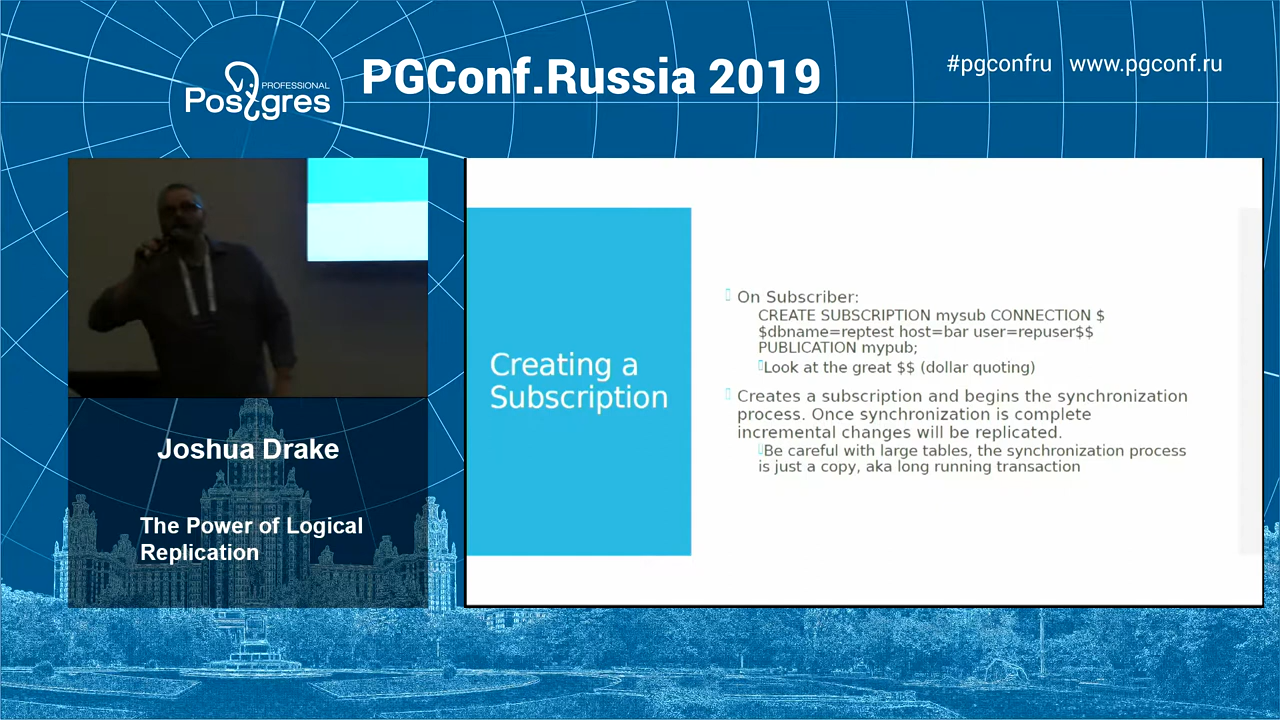 PROFESSIONAL
Postgres
PGConf.Russia 2019
#pgconfru www.pgconf.ru
Joshua Drake
The Power of Logical
Replication
Creating a
Subscription
On Subscriber:
CREATE SUBSCRIPTION mysub CONNECTION $
$dbname=reptest host=bar user=repuser$$
PUBLICATION mypub;
Look at the great $$ (dollar quoting)
Creates a subscription and begins the synchronization
process. Once synchronization is complete
incremental changes will be replicated.
Be careful with large tables, the synchronization process
is just a copy, aka long running transaction